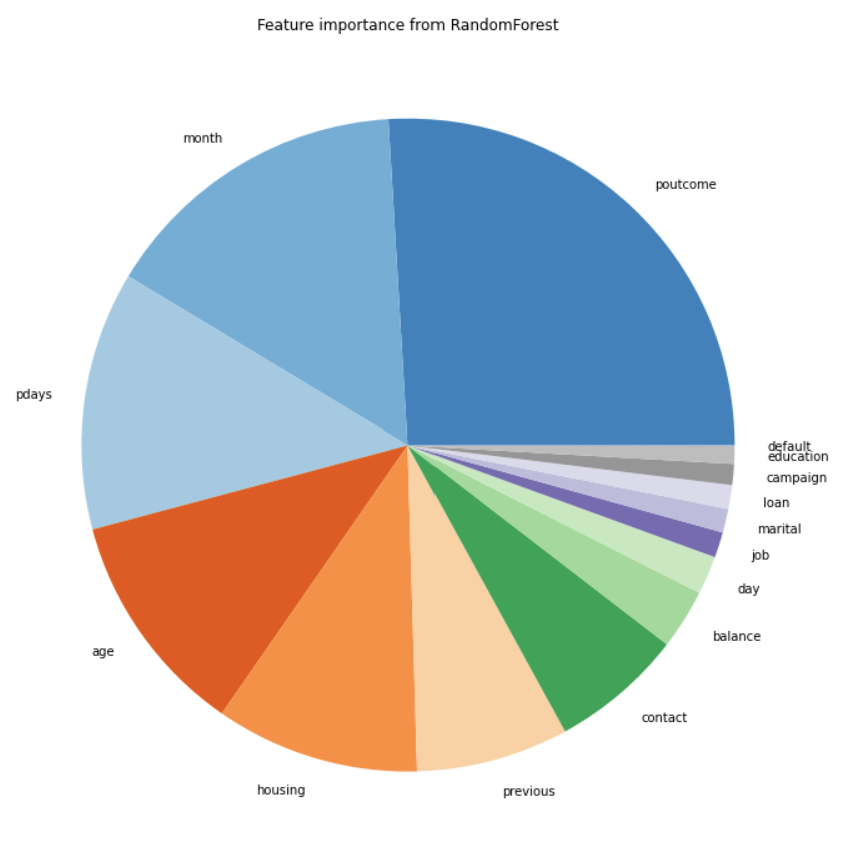 Feature importance from RandomForest
month
poutcome
pdays
default
education
campaign
loan
marital
job
day
balance
age
contact
housing
previous